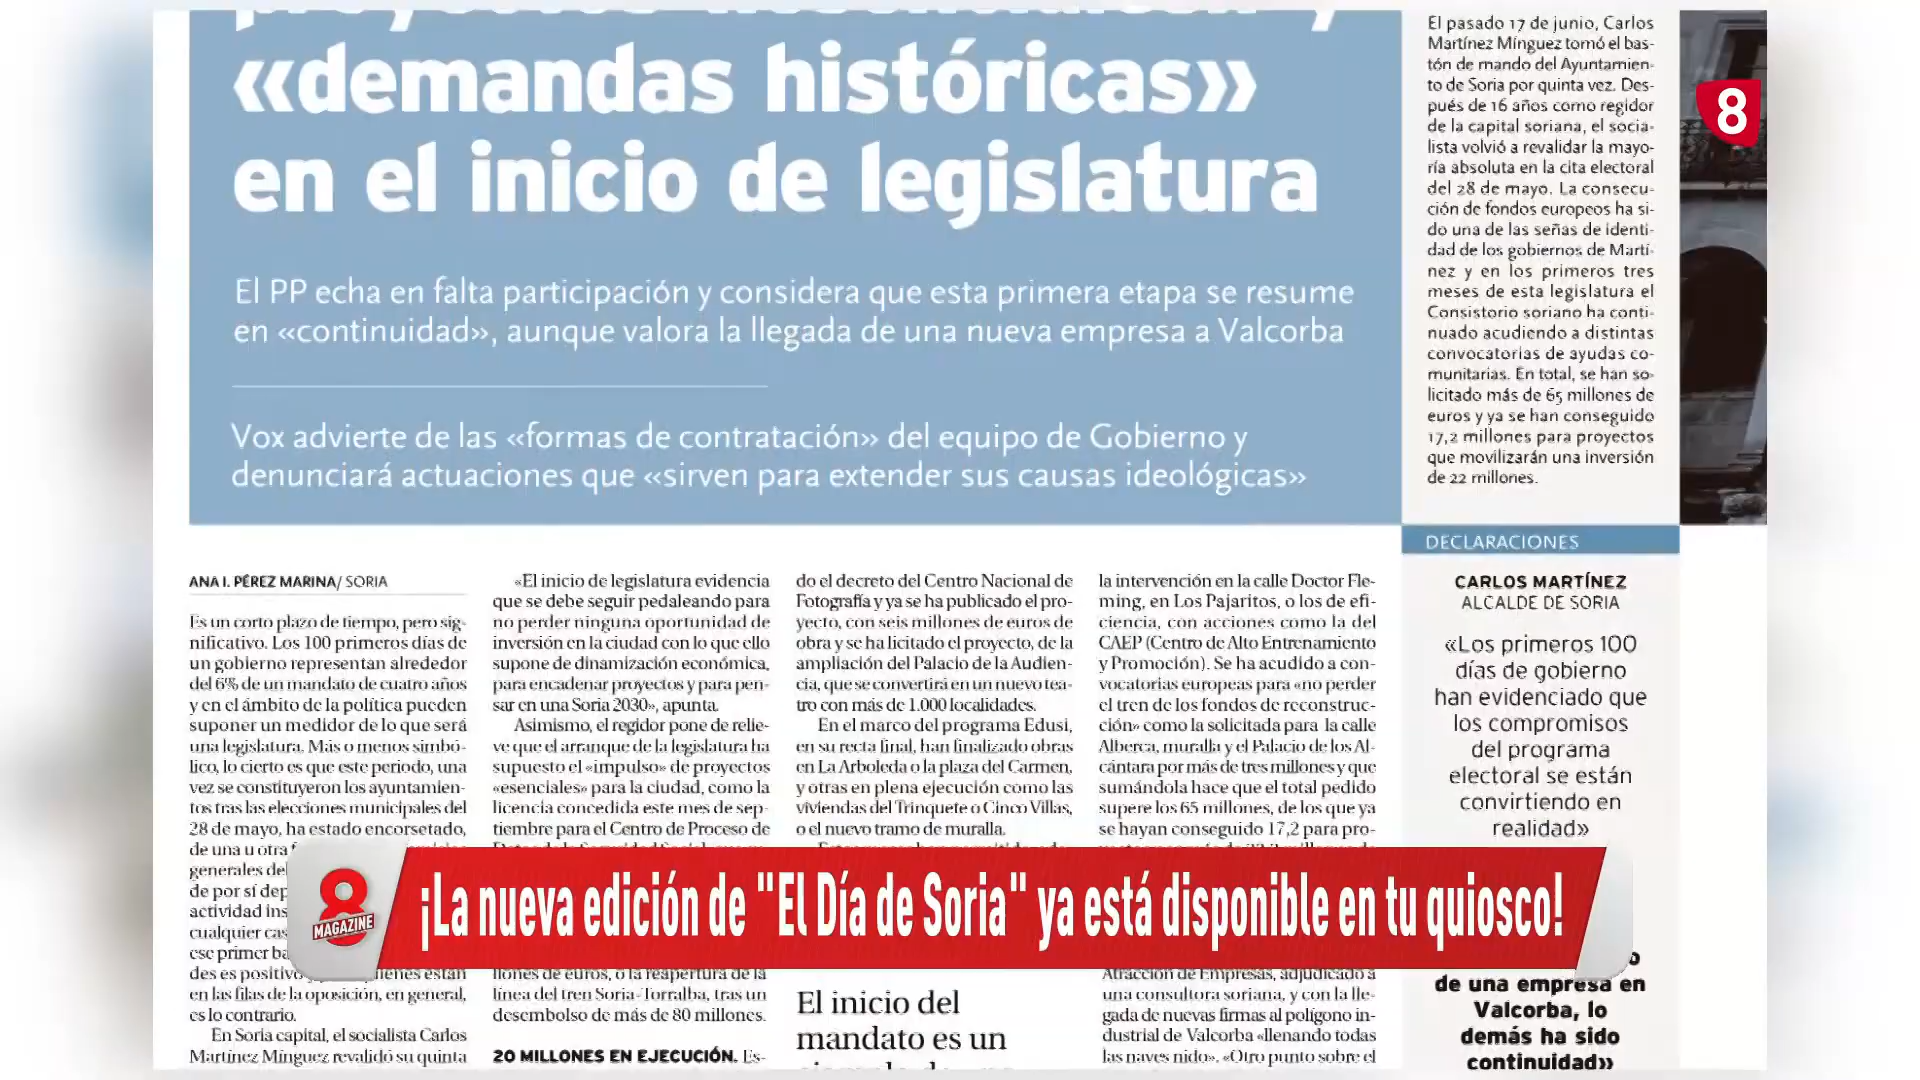 «demandas históricas»
en el inicio de legislatura
El PP echa en falta participación y considera que esta primera etapa se resume
en «continuidad», aunque valora la llegada de una nueva empresa a Valcorba
Vox advierte de las «formas de contratación» del equipo de Gobierno y
denunciará actuaciones que «sirven para extender sus causas ideológicas»
El pasado 17 de junio, Carlos
Martínez Mínguez tomó el bas-
tón de mando del Ayuntamien-
to de Soria por quinta vez. Des-
pués de 16 años como regidor
de la capital soriana, el socia-
lista volvió a revalidar la mayo-
ría absoluta en la cita electoral
del 28 de mayo. La consecu-
ción de fondos europeos ha si-
do una de las señas de identi-
dad de los gobiernos de Martí-
nez y en los primeros tres
meses de esta legislatura el
Consistorio soriano ha conti-
nuado acudiendo a distintas
convocatorias de ayudas co-
munitarias. En total, se han so-
licitado más de 65 millones de
euros y ya se han conseguido
17,2 millones para proyectos
que movilizarán una inversión
de 22 millones.
8
ANA I. PÉREZ MARINA/ SORIA
Es un corto plazo de tiempo, pero sig-
nificativo. Los 100 primeros días de
un gobierno representan alrededor
del 6% de un mandato de cuatro años
y en el ámbito de la política pueden
suponer un medidor de lo que será
una legislatura. Más o menos simbó-
lico, lo cierto es que este periodo, una
vez se constituyeron los ayuntamien-
tos tras las elecciones municipales del
28 de mayo, ha estado encorsetado,
de una u otra
generales del
de por sí
actividad
cualquier
ese primer
des es positivo
en las filas de la oposición, en general,
es lo contrario.
En Soria capital, el socialista Carlos
Martínez Mínguez revalidó su quinta
«El inicio de legislatura evidencia
que se debe seguir pedaleando para
no perder ninguna oportunidad de
inversión en la ciudad con lo que ello
supone de dinamización económica,
para encadenar proyectos y para pen-
sar en una Soria 2030», apunta.
Asimismo, el regidor pone de relie-
ve que el arranque de la legislatura ha
supuesto el «impulso» de proyectos
«esenciales» para la ciudad, como la
licencia concedida este mes de sep-
tiembre para el Centro de Proceso de
llones de euros, o la reapertura de la
línea del tren Soria-Torralba, tras un
desembolso de más de 80 millones.
20 MILLONES EN EJECUCIÓN. Es-
do el decreto del Centro Nacional de
Fotografía y ya se ha publicado el pro-
yecto, con seis millones de euros de
obra y se ha licitado el proyecto, de la
ampliación del Palacio de la Audien-
cia, que se convertirá en un nuevo tea-
tro con más de 1.000 localidades.
En el marco del programa Edusi,
en su recta final, han finalizado obras
en La Arboleda o la plaza del Carmen,
y otras en plena ejecución como las
viviendas del Trinquete o Cinco Villas,
o el nuevo tramo de muralla.
El inicio del
mandato es un
la intervención en la calle Doctor Fle-
ming, en Los Pajaritos, o los de efi-
ciencia, con acciones como la del
CAEP (Centro de Alto Entrenamiento
y Promoción). Se ha acudido a con-
vocatorias europeas para «no perder
el tren de los fondos de reconstruc-
ción» como la solicitada para la calle
Alberca, muralla y el Palacio de los Al-
cántara por más de tres millones y que
sumándola hace que el total pedido
supere los 65 millones, de los que ya
se hayan conseguido 17,2 para pro-
Atracción de Empresas, adjudicado a
una consultora soriana, y con la lle-
gada de nuevas firmas al polígono in-
dustrial de Valcorba «llenando todas
las naves nido». «Otro punto sobre el
DECLARACIONES
CARLOS MARTÍNEZ
ALCALDE DE SORIA
«Los primeros 100
días de gobierno
han evidenciado que
los compromisos
del programa
electoral se están
convirtiendo en
realidad»
de una empresa en
Valcorba, lo
demás ha sido
continuidad»
8
MAGAZINE
¡La nueva edición de "El Día de Soria" ya está disponible en tu quiosco!